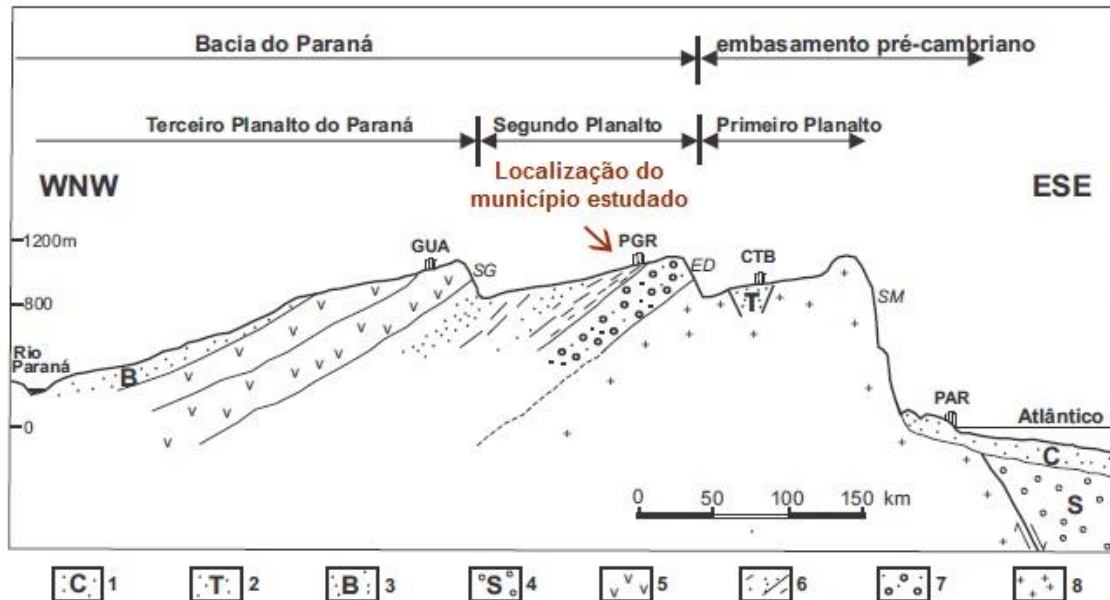 Bacia do Paraná
embasamento pré-cambriano
Terceiro Planalto do Paraná
Segundo Planalto
Primeiro Planalto
WNW
Localização do
município estudado
ESE
1200m
800
Rio
Paraná
0
GUA
SG
PGR
ED
CTB
T
SM
B
PAR
Atlântico
C
S
0 50 100 150 km
C 1
T 2
B 3
S 4
5
6
7
8